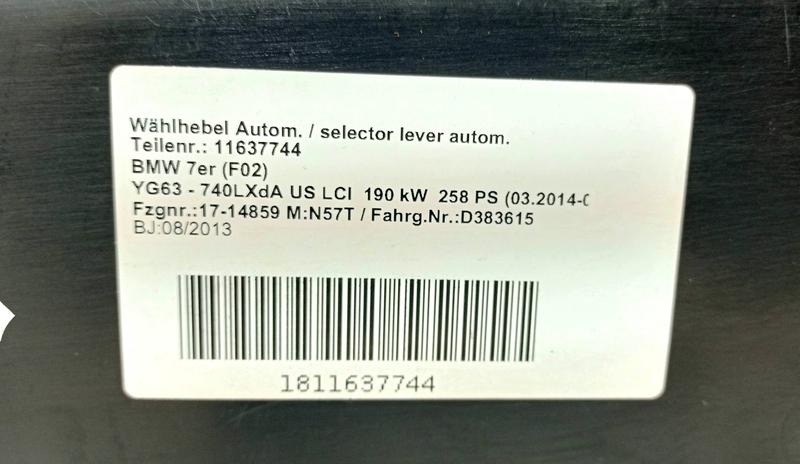 Wählhebel Autom. / selector lever autom.
Teilenr.: 11637744
BMW 7er (F02)
YG63 - 740LXdA US LCI 190 kW 258 PS (03.2014-
Fzgnr.:17-14859 M:N57T / Fahrg.Nr.:D383615
BJ:08/2013
1811637744